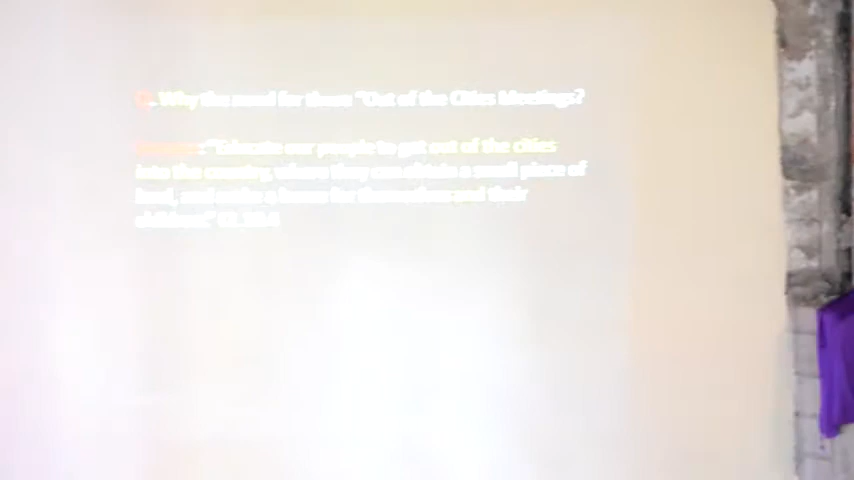 Q. Why the need for these "Out of the Cities Meetings?
: "Educate our people to get out of the cities
into the country, where they can obtain a small piece of
land, and make a home for themselves and their
children"